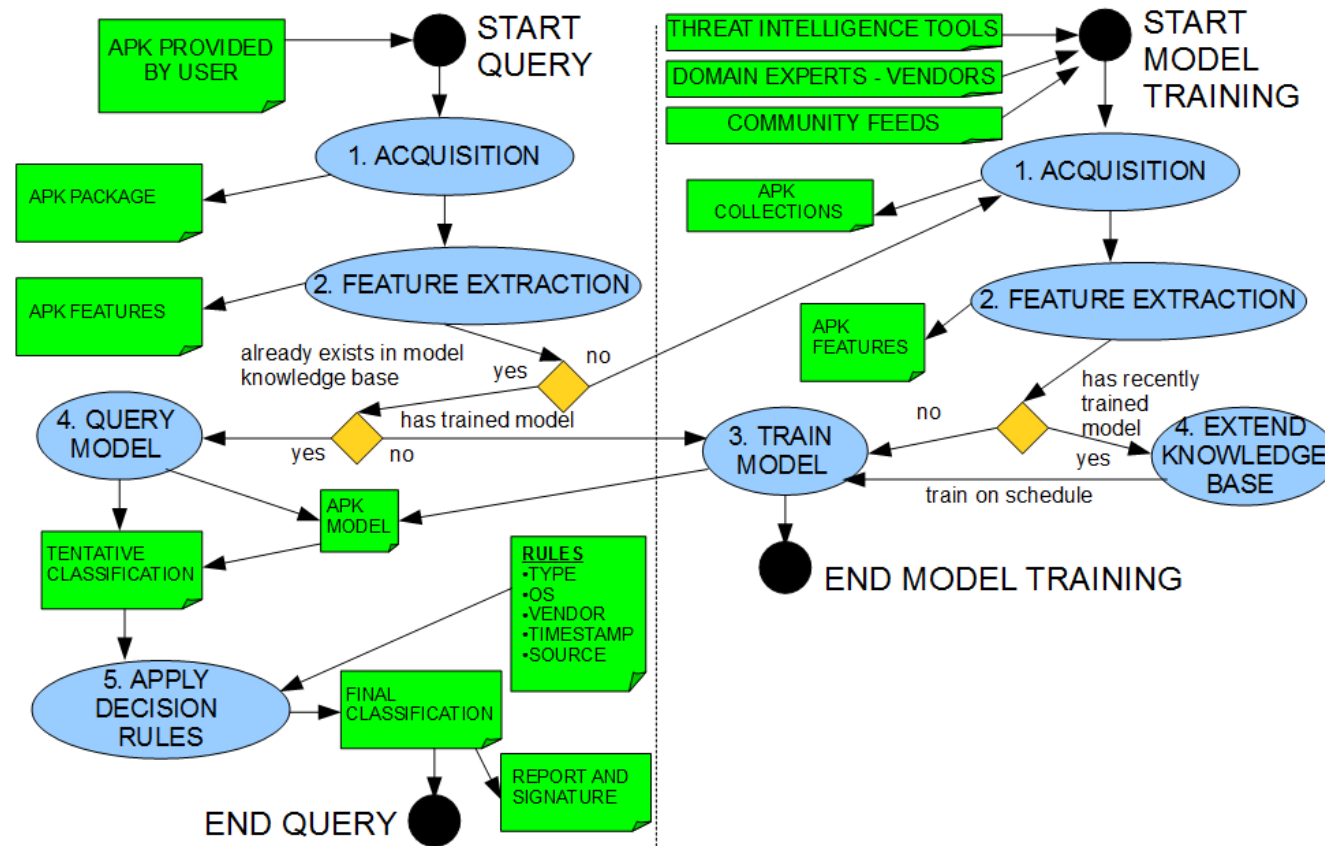 APK PROVIDED
BY USER
START
QUERY
1. ACQUISITION
APK PACKAGE
2. FEATURE EXTRACTION
APK FEATURES
already exists in model
knowledge base
yes
no
has trained model
yes
no
4. QUERY
MODEL
APK
MODEL
TENTATIVE
CLASSIFICATION
RULES
•TYPE
•OS
•VENDOR
•TIMESTAMP
•SOURCE
5. APPLY
DECISION
RULES
FINAL
CLASSIFICATION
REPORT AND
SIGNATURE
END QUERY
THREAT INTELLIGENCE TOOLS
DOMAIN EXPERTS - VENDORS
COMMUNITY FEEDS
START
MODEL
TRAINING
1. ACQUISITION
APK
COLLECTIONS
2. FEATURE EXTRACTION
APK
FEATURES
has recently
trained
model
no
yes
3. TRAIN
MODEL
4. EXTEND
KNOWLEDGE
BASE
train on schedule
END MODEL TRAINING